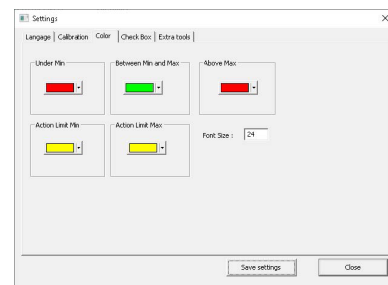 Settings
Langage Calibration Color Check Box Extra tools
Under Min Between Min and Max Above Max
Action Limit Min Action Limit Max Font Size : 24
Save settings Close